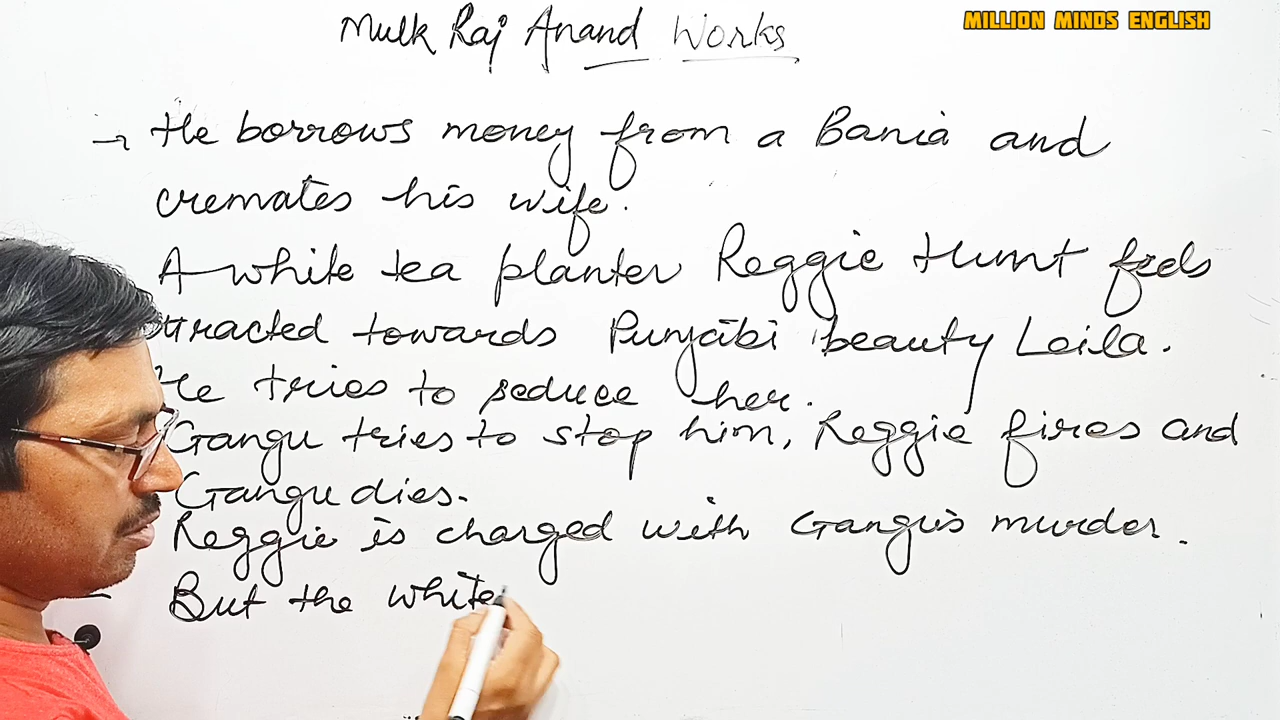 MILLION MINDS ENGLISH
Mulk Raj Anand Works
→ He borrows money from a Bania and
cremates his wife.
A white tea planter Reggie Hunt feels
attracted towards Punjabi beauty Leila.
He tries to seduce her.
Gangu tries to stop him, Reggie fires and
Gangu dies.
Reggie is charged with Gangu's murder.
But the white